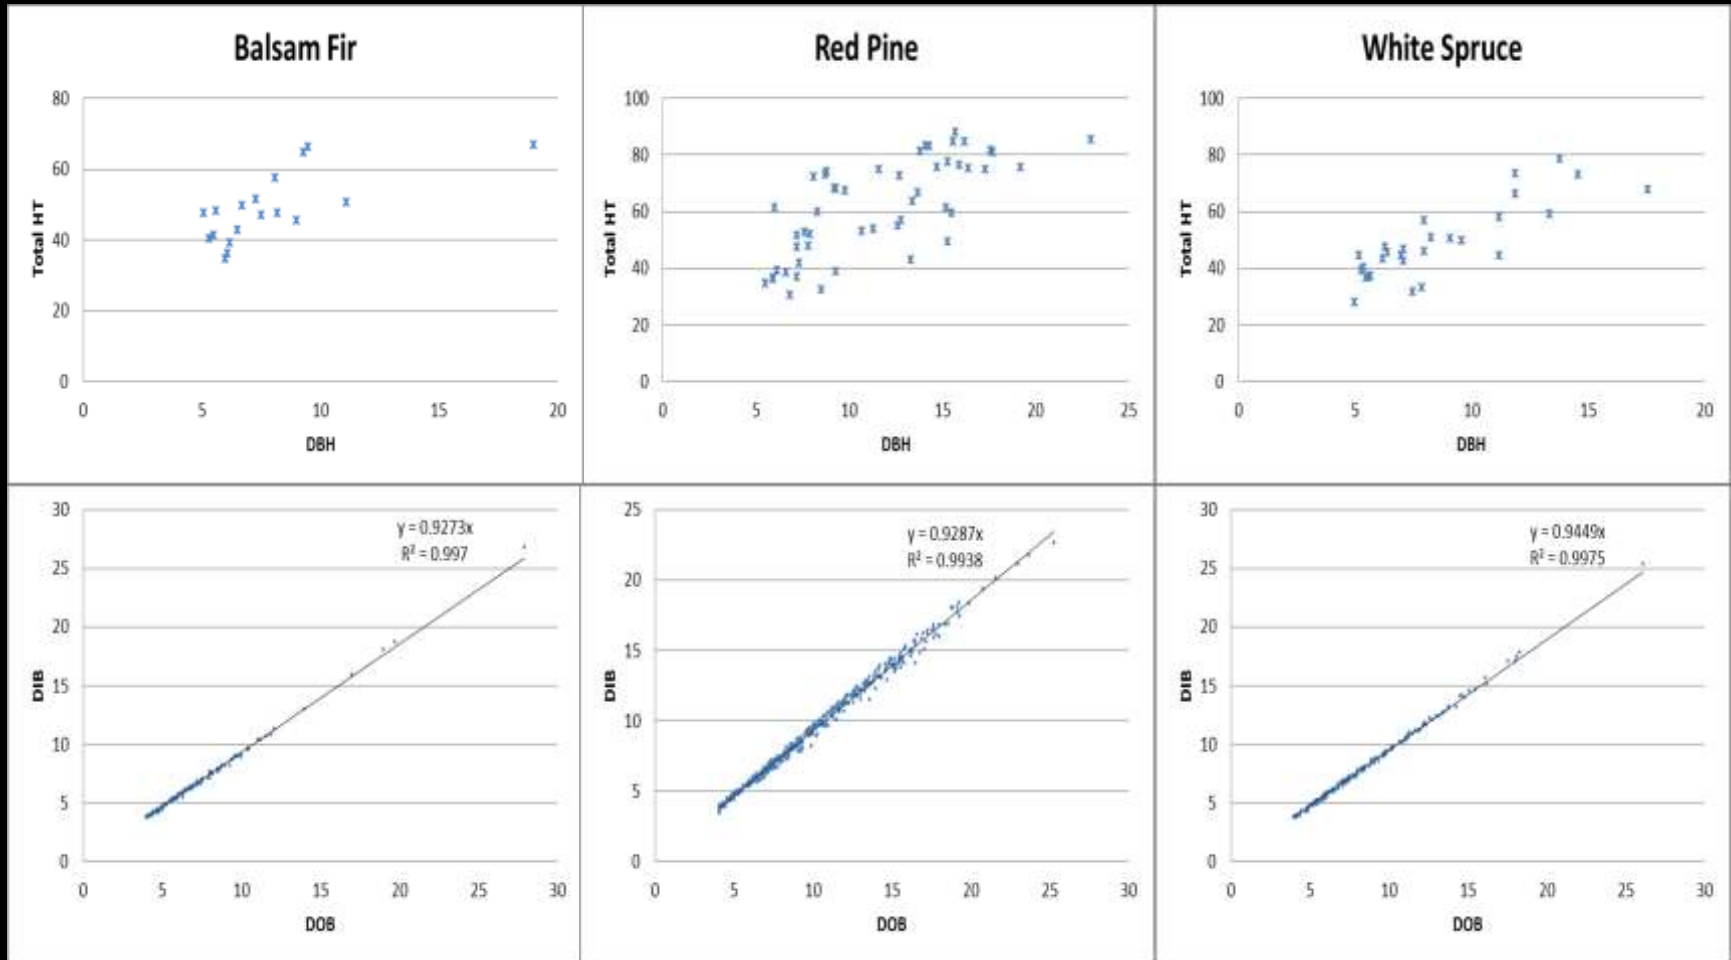 Balsam Fir
80
60
40
20
0
Total HT
0 5 10 15 20
DBH
Red Pine
100
80
60
40
20
0
Total HT
0 5 10 15 20 25
DBH
White Spruce
100
80
60
40
20
0
Total HT
0 5 10 15 20
DBH
30
25
20
15
10
5
0
DIB
y = 0.9273x
R² = 0.997
0 5 10 15 20 25 30
DOB
25
20
15
10
5
0
DIB
y = 0.9287x
R² = 0.9938
0 5 10 15 20 25 30
DOB
30
25
20
15
10
5
0
DIB
y = 0.9449x
R² = 0.9975
0 5 10 15 20 25 30
DOB